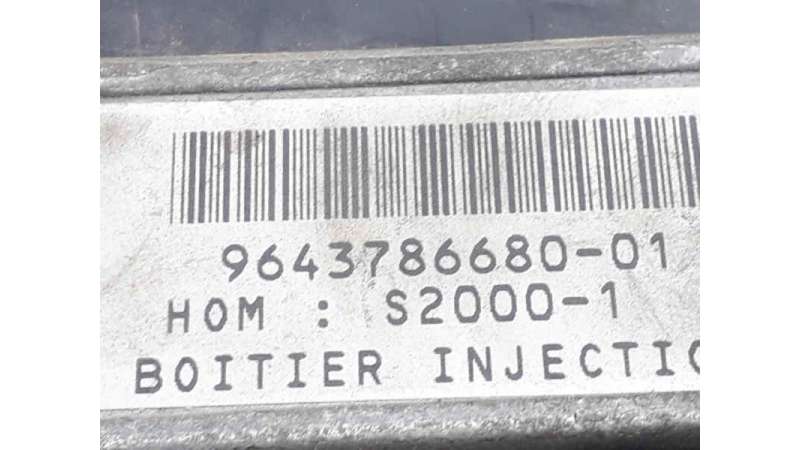 9643786680-01
HOM : S2000-1
BOITIER INJECTIO